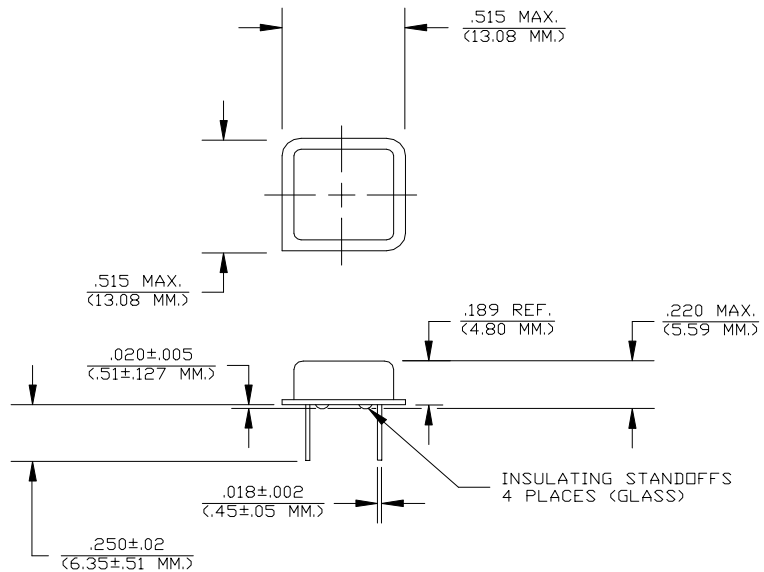 .515 MAX.
(13.08 MM.)
.515 MAX.
(13.08 MM.)
.189 REF.
(4.80 MM.)
.220 MAX.
(5.59 MM.)
.020±.005
(.51±.127 MM.)
INSULATING STANDOFFS
4 PLACES (GLASS)
.018±.002
(.45±.05 MM.)
.250±.02
(6.35±.51 MM.)